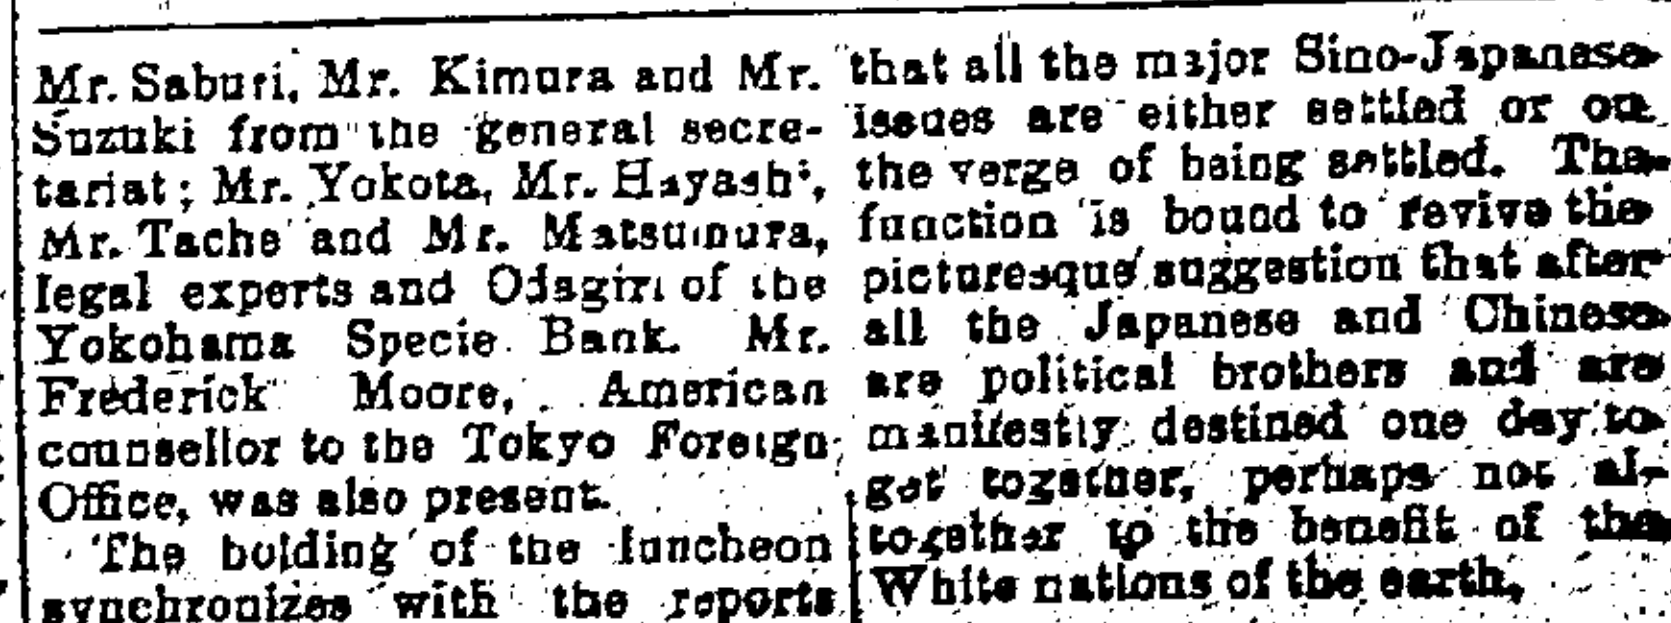 Mr. Saburi, Mr. Kimura and Mr.
Suzuki from the general secre-
tariat; Mr. Yokota, Mr. Hayashi,
Mr. Tache and Mr. Matsumura,
legal experts and Odagiri of the
Yokohama Specie Bank. Mr.
Frederick Moore, American
counsellor to the Tokyo Foreign
Office, was also present.
The holding of the luncheon
synchronizes with the reports
that all the major Sino-Japanese
issues are either settled or on
the verge of being settled. The
function is bound to revive the
picturesque suggestion that after
all the Japanese and Chinese
are political brothers and are
manifestly destined one day to
get together, perhaps not al-
together to the benefit of the
White nations of the earth.